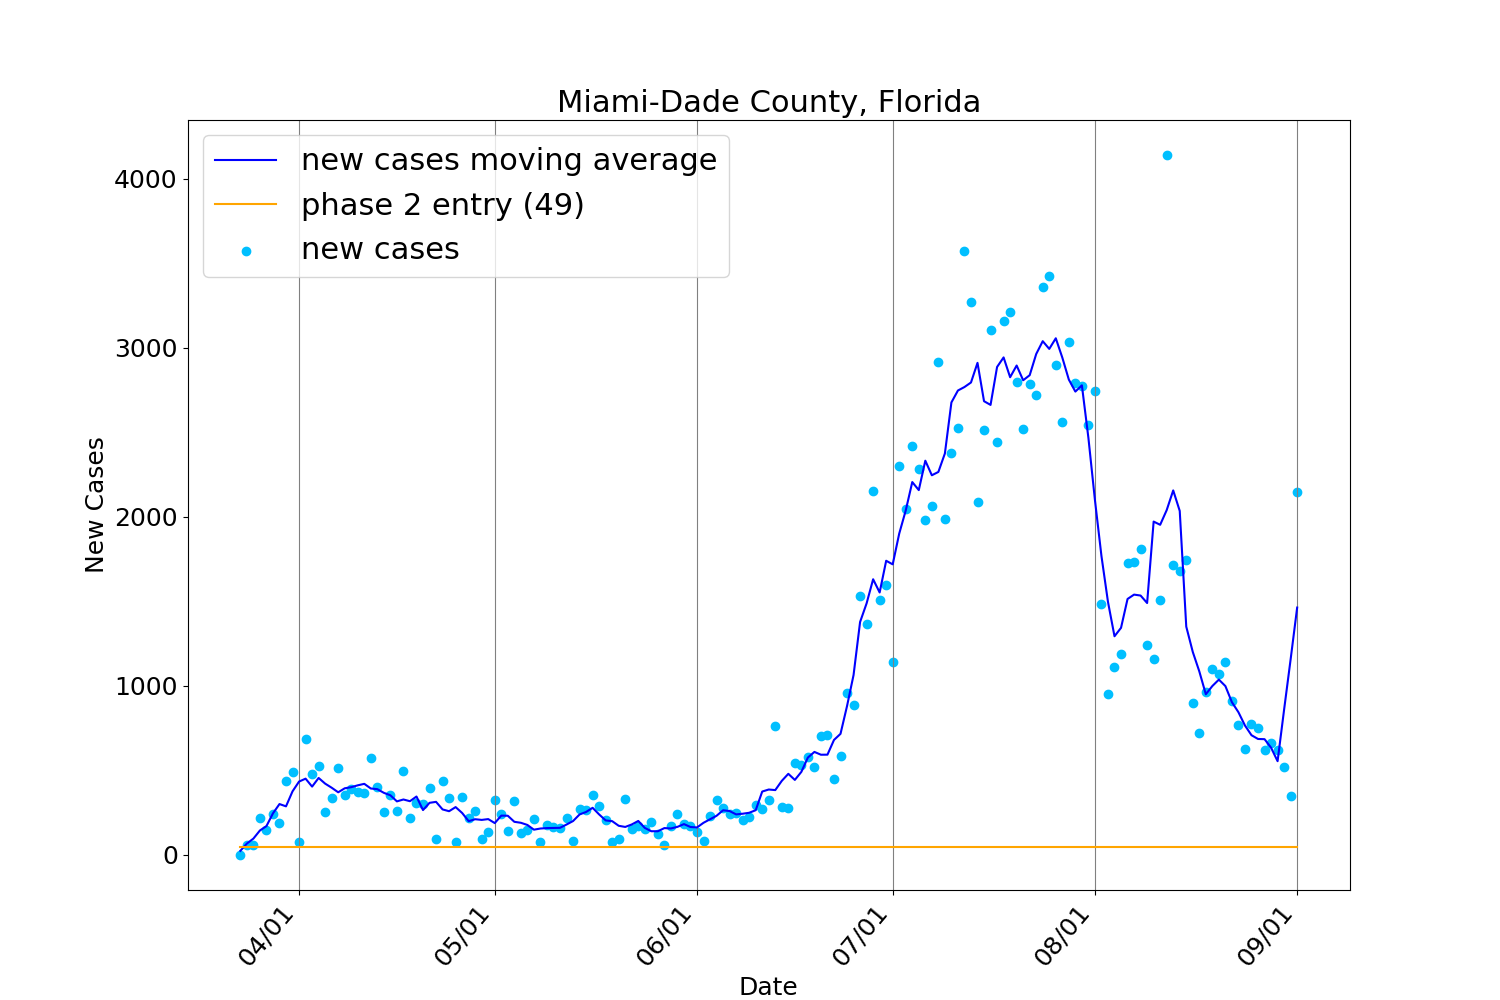 Miami-Dade County, Florida
new cases moving average
phase 2 entry (49)
new cases
4000
3000
2000
1000
0
New Cases
04/01
05/01
06/01
07/01
08/01
09/01
Date